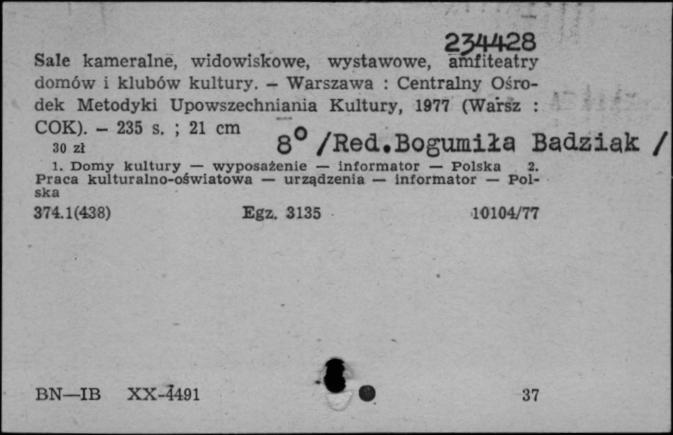 234428
Sale kameralne, widowiskowe, wystawowe, amfiteatry
domów i klubów kultury. — Warszawa : Centralny Ośro-
dek Metodyki Upowszechniania Kultury, 1977 (Warsz :
COK). — 235 s. ; 21 cm
8° /Red.Bogumiła Badziąk /
30 zł
1. Domy kultury — wyposażenie — informator — Polska 2.
Praca kulturalno-oświatowa — urządzenia — informator — Pol-
ska
374.1(438) Egz. 3135 10104/77
BN—IB XX-4491 37